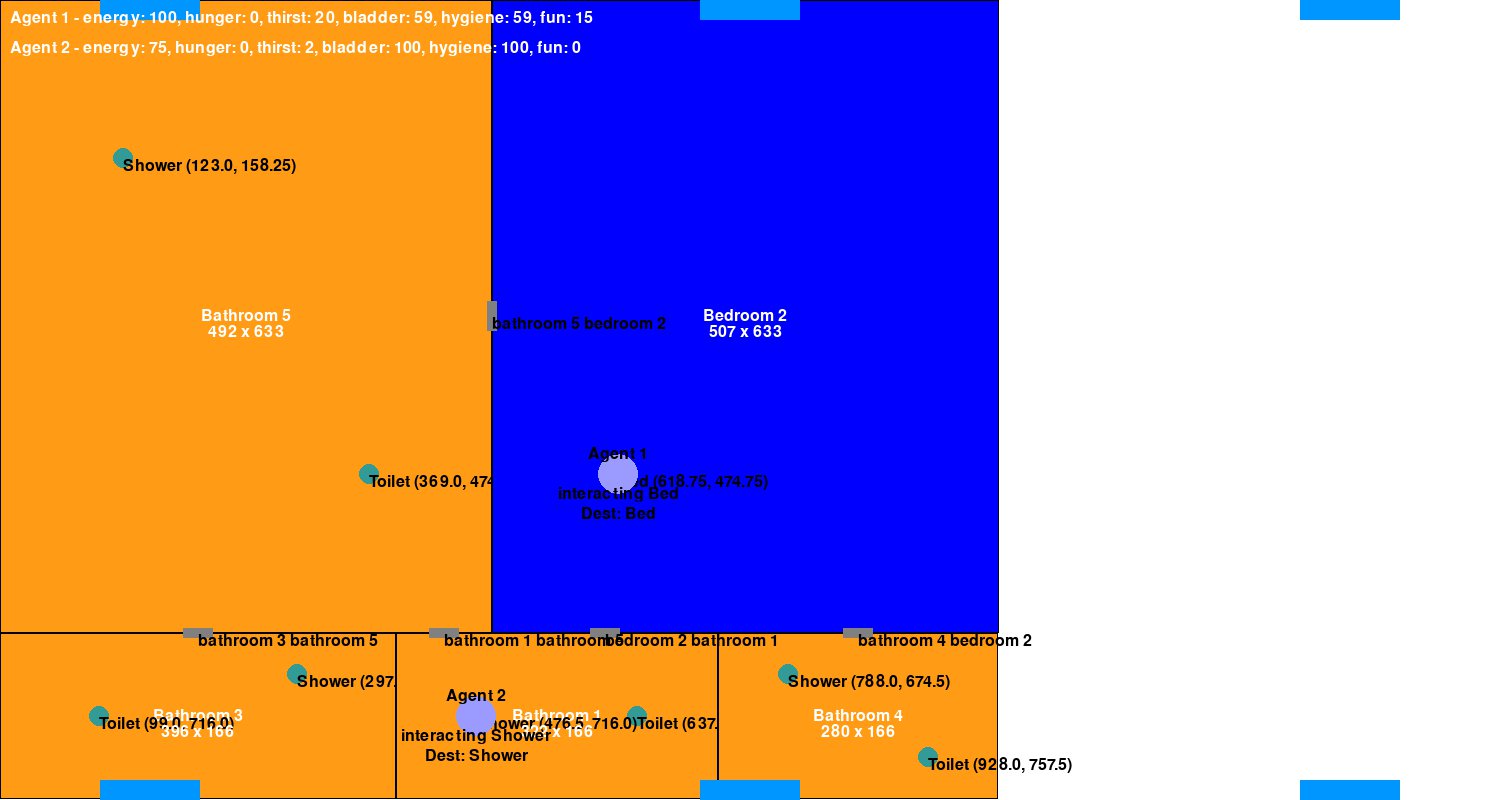 Agent 1 - energy: 100, hunger: 0, thirst: 20, bladder: 59, hygiene: 59, fun: 15
Agent 2 - energy: 75, hunger: 0, thirst: 2, bladder: 100, hygiene: 100, fun: 0
Shower (123.0, 158.25)
Bathroom 5
492 x 633
bathroom 5 bedroom 2
Bedroom 2
507 x 633
Agent 1
Toilet (369.0, 474
(618.75, 474.75)
interacting Bed
Dest: Bed
bathroom 3 bathroom 5
bathroom 1 bathroom 5
bedroom 2 bathroom 1
bathroom 4 bedroom 2
Shower (297.
Shower (788.0, 674.5)
Agent 2
Toilet (99.0, 716.0)
Bathroom 3
396 x 166
(476.5, 716.0)
Toilet (637.
Bathroom 1
x 166
interacting Shower
Dest: Shower
Bathroom 4
280 x 166
Toilet (928.0, 757.5)